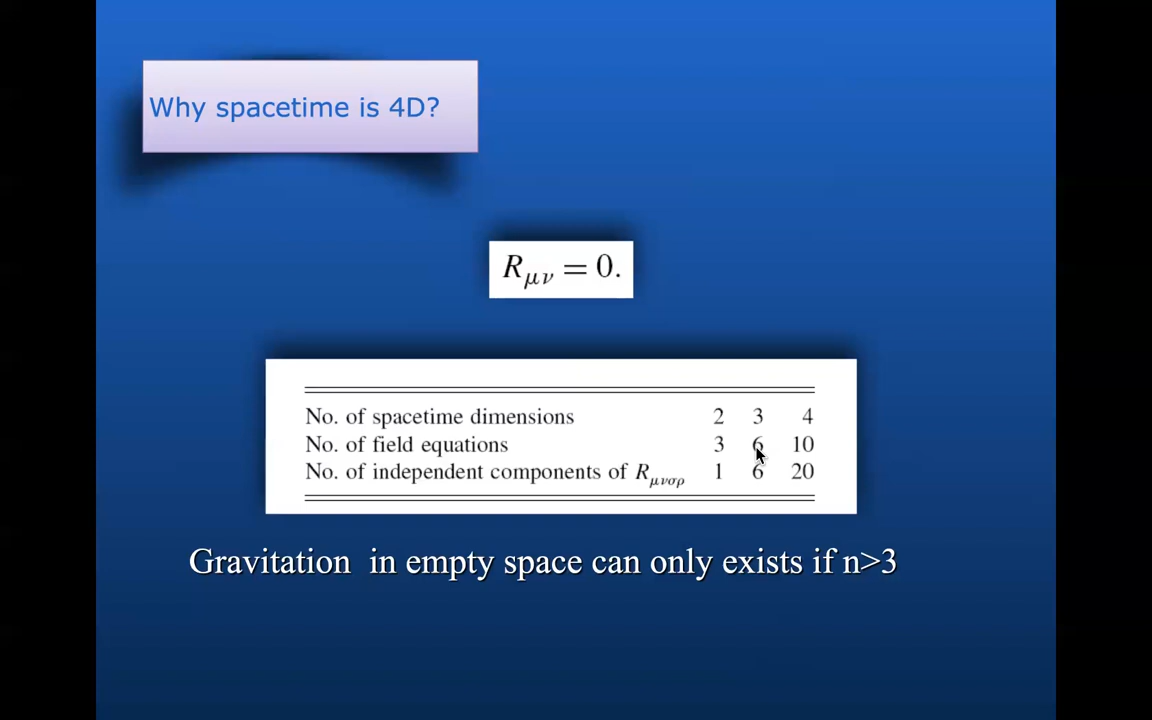 Why spacetime is 4D?
R_{μν} = 0.
No. of spacetime dimensions 2 3 4
No. of field equations 3 6 10
No. of independent components of R_{μνσρ} 1 6 20
Gravitation in empty space can only exists if n>3